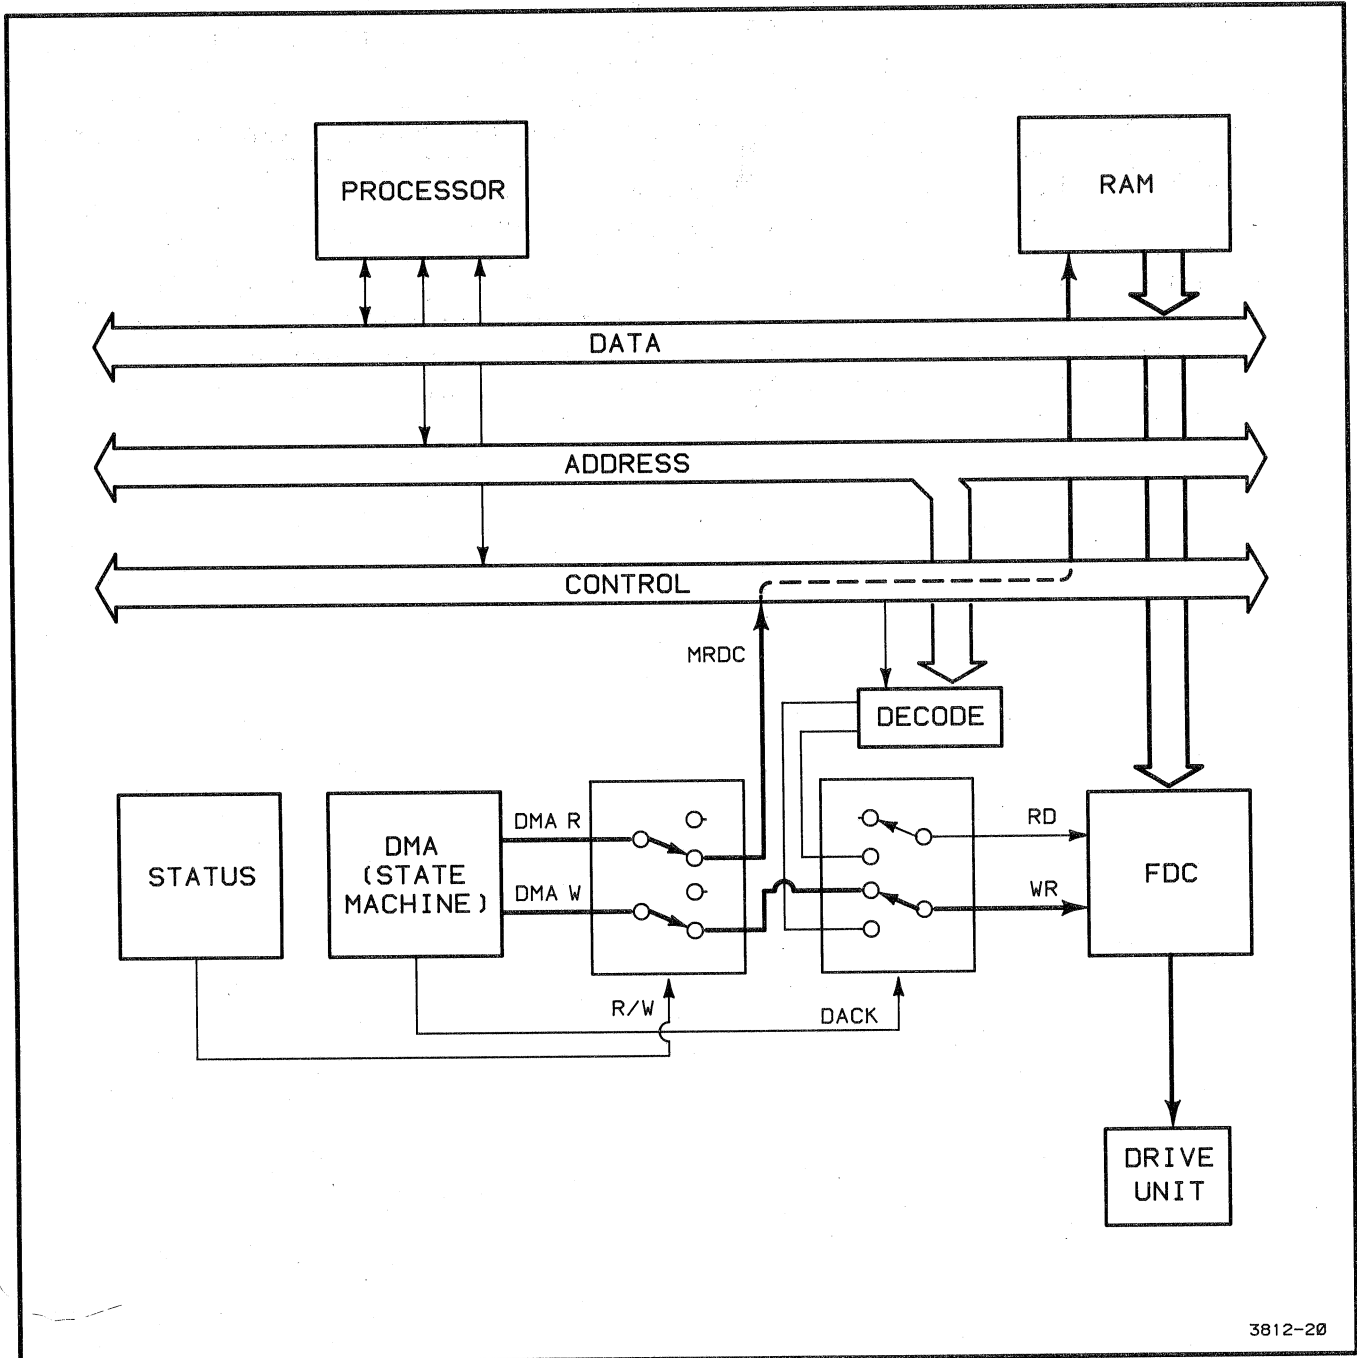 PROCESSOR
RAM
DATA
ADDRESS
CONTROL
MRDC
DECODE
STATUS
DMA
(STATE
MACHINE)
DMA R
DMA W
RD
WR
FDC
R/W
DACK
DRIVE
UNIT
3812-20